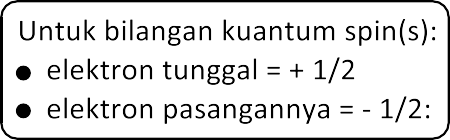 Untuk bilangan kuantum spin(s):
● elektron tunggal = + 1/2
● elektron pasangannya = - 1/2: